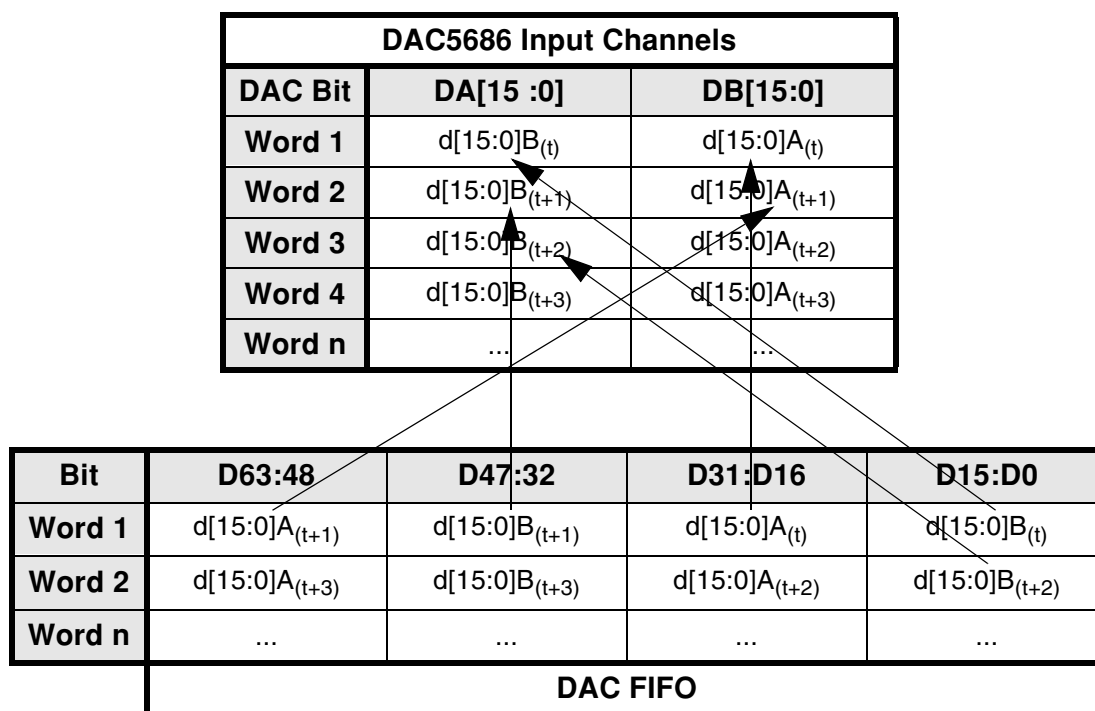 DAC5686 Input Channels
DAC Bit DA[15 :0] DB[15:0]
Word 1 d[15:0]B(t) d[15:0]A(t)
Word 2 d[15:0]B(t+1) d[15:0]A(t+1)
Word 3 d[15:0]B(t+2) d[15:0]A(t+2)
Word 4 d[15:0]B(t+3) d[15:0]A(t+3)
Word n ... ...
Bit D63:48 D47:32 D31:D16 D15:D0
Word 1 d[15:0]A(t+1) d[15:0]B(t+1) d[15:0]A(t) d[15:0]B(t)
Word 2 d[15:0]A(t+3) d[15:0]B(t+3) d[15:0]A(t+2) d[15:0]B(t+2)
Word n ... ... ... ...
DAC FIFO